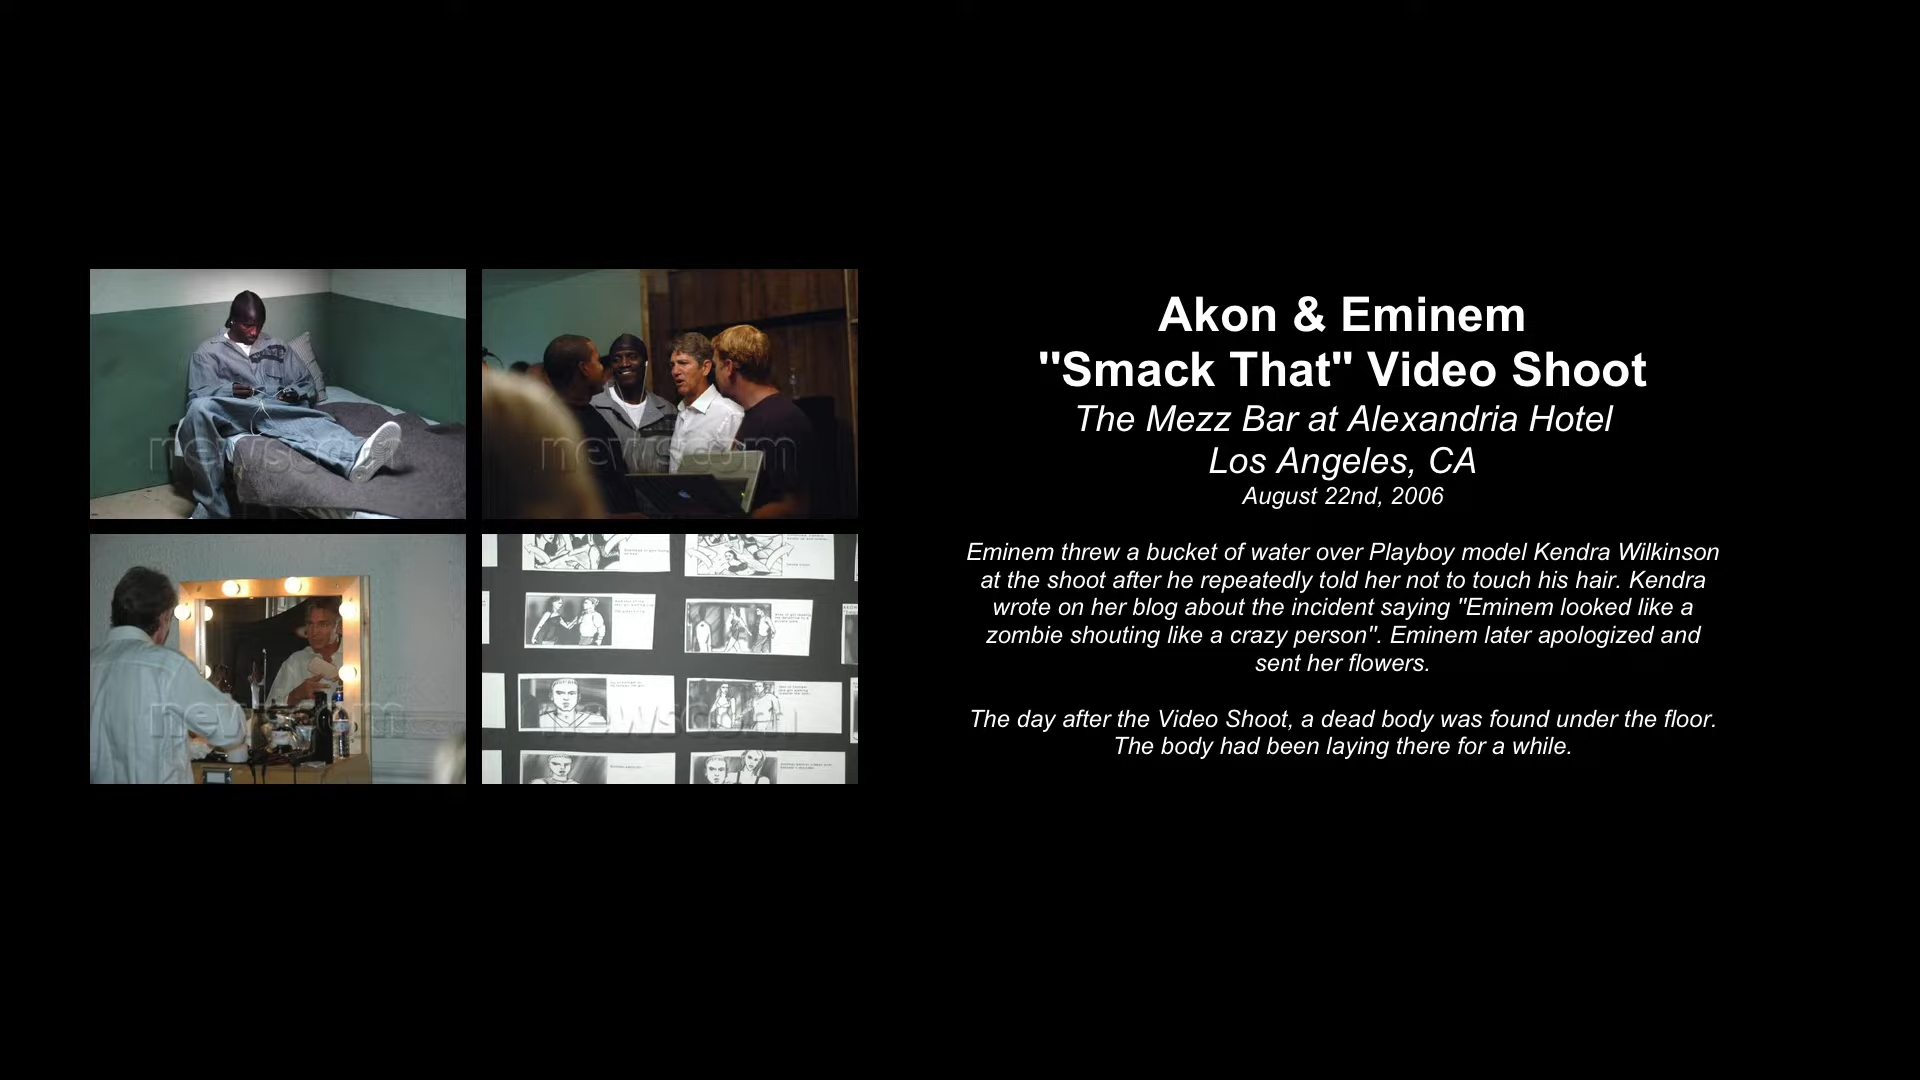 Akon & Eminem
"Smack That" Video Shoot
The Mezz Bar at Alexandria Hotel
Los Angeles, CA
August 22nd, 2006
Eminem threw a bucket of water over Playboy model Kendra Wilkinson
at the shoot after he repeatedly told her not to touch his hair. Kendra
wrote on her blog about the incident saying "Eminem looked like a
zombie shouting like a crazy person". Eminem later apologized and
sent her flowers.
The day after the Video Shoot, a dead body was found under the floor.
The body had been laying there for a while.
newscom
newscom
newscom
newscom